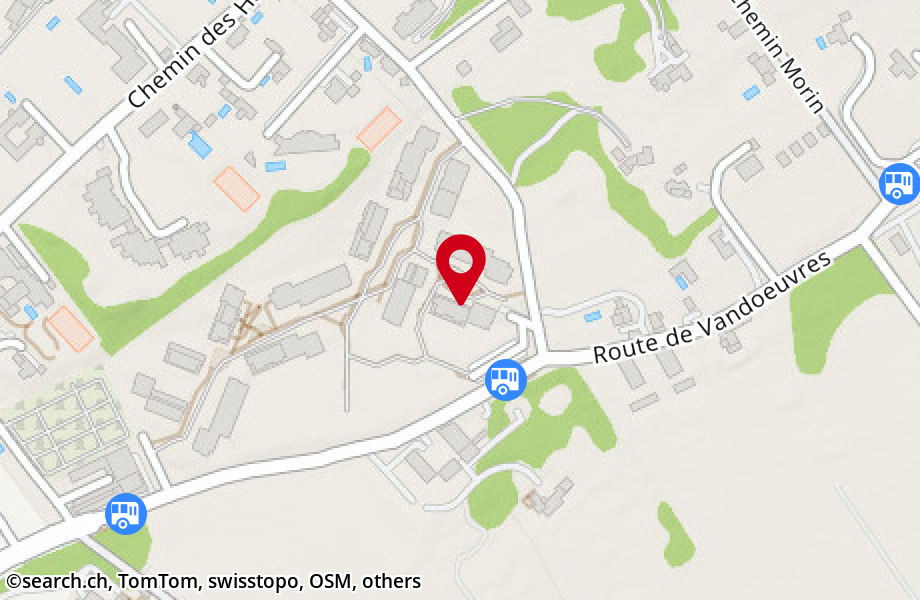 Chemin des H
Chemin Morin
Route de Vandoeuvres
©search.ch, TomTom, swisstopo, OSM, others